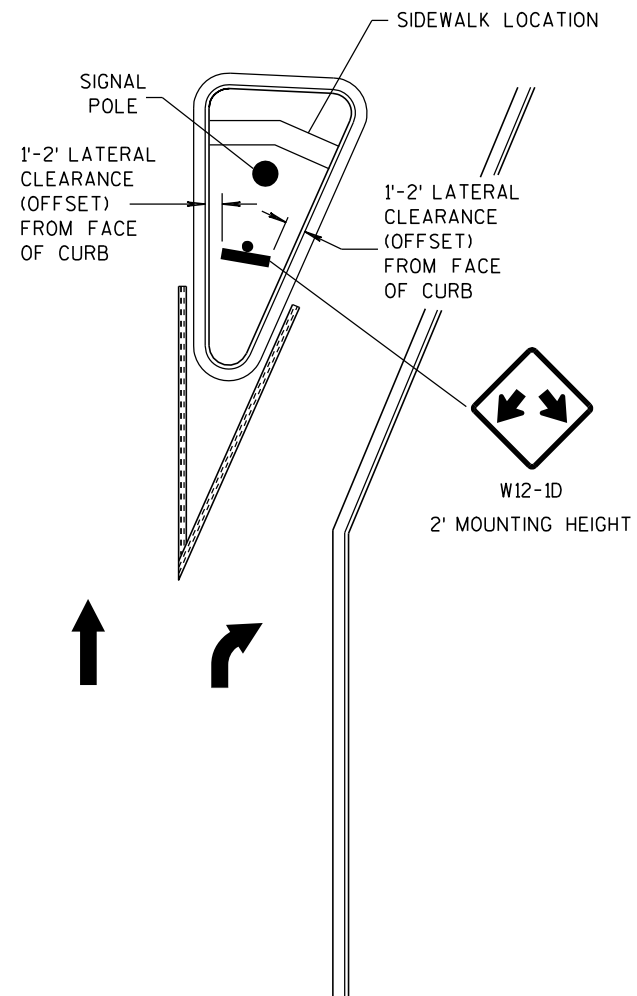 SIDEWALK LOCATION
SIGNAL
POLE
1'-2' LATERAL
CLEARANCE
(OFFSET)
FROM FACE
OF CURB
1'-2' LATERAL
CLEARANCE
(OFFSET)
FROM FACE
OF CURB
W12-1D
2' MOUNTING HEIGHT